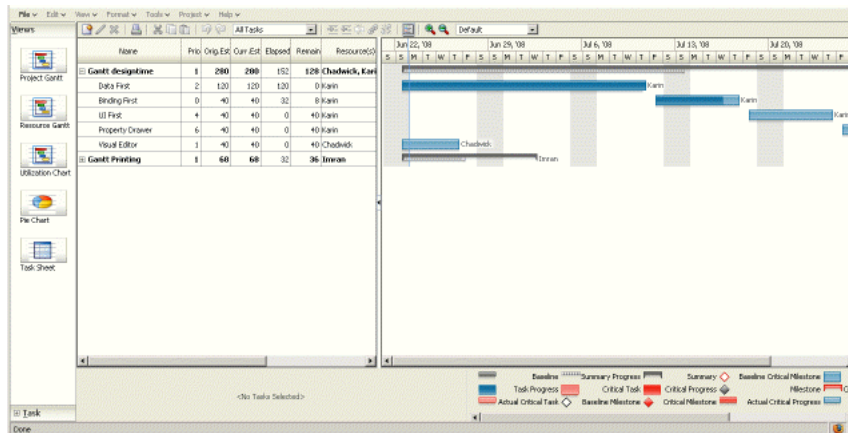 File Edit View Format Tools Project Help
Views
All Tasks
Default
Project Gantt
Resource Gantt
Utilization Chart
Pie Chart
Task Sheet
Name Prio Orig.Est Curr.Est Elapsed Remain Resource(s)
Gantt designtime 1 280 280 152 128 Chadwick, Kari
Data First 2 120 120 120 0 Karin
Binding First 0 40 40 32 8 Karin
UI First 4 40 40 0 40 Karin
Property Drawer 6 40 40 0 40 Karin
Visual Editor 1 40 40 0 40 Chadwick
Gantt Printing 1 68 68 32 36 Imran
Jun 22, '08 Jun 29, '08 Jul 6, '08 Jul 13, '08 Jul 20, '08
S S M T W T F S S M T W T F S S M T W T F S S M T W T F S S M T W T F
Karin
Karin
Karin
Chadwick
Imran
<No Tasks Selected>
Baseline Summary Progress Summary Baseline Critical Milestone
Task Progress Critical Task Critical Progress Milestone
Actual Critical Task Baseline Milestone Critical Milestone Actual Critical Progress
Task
Done